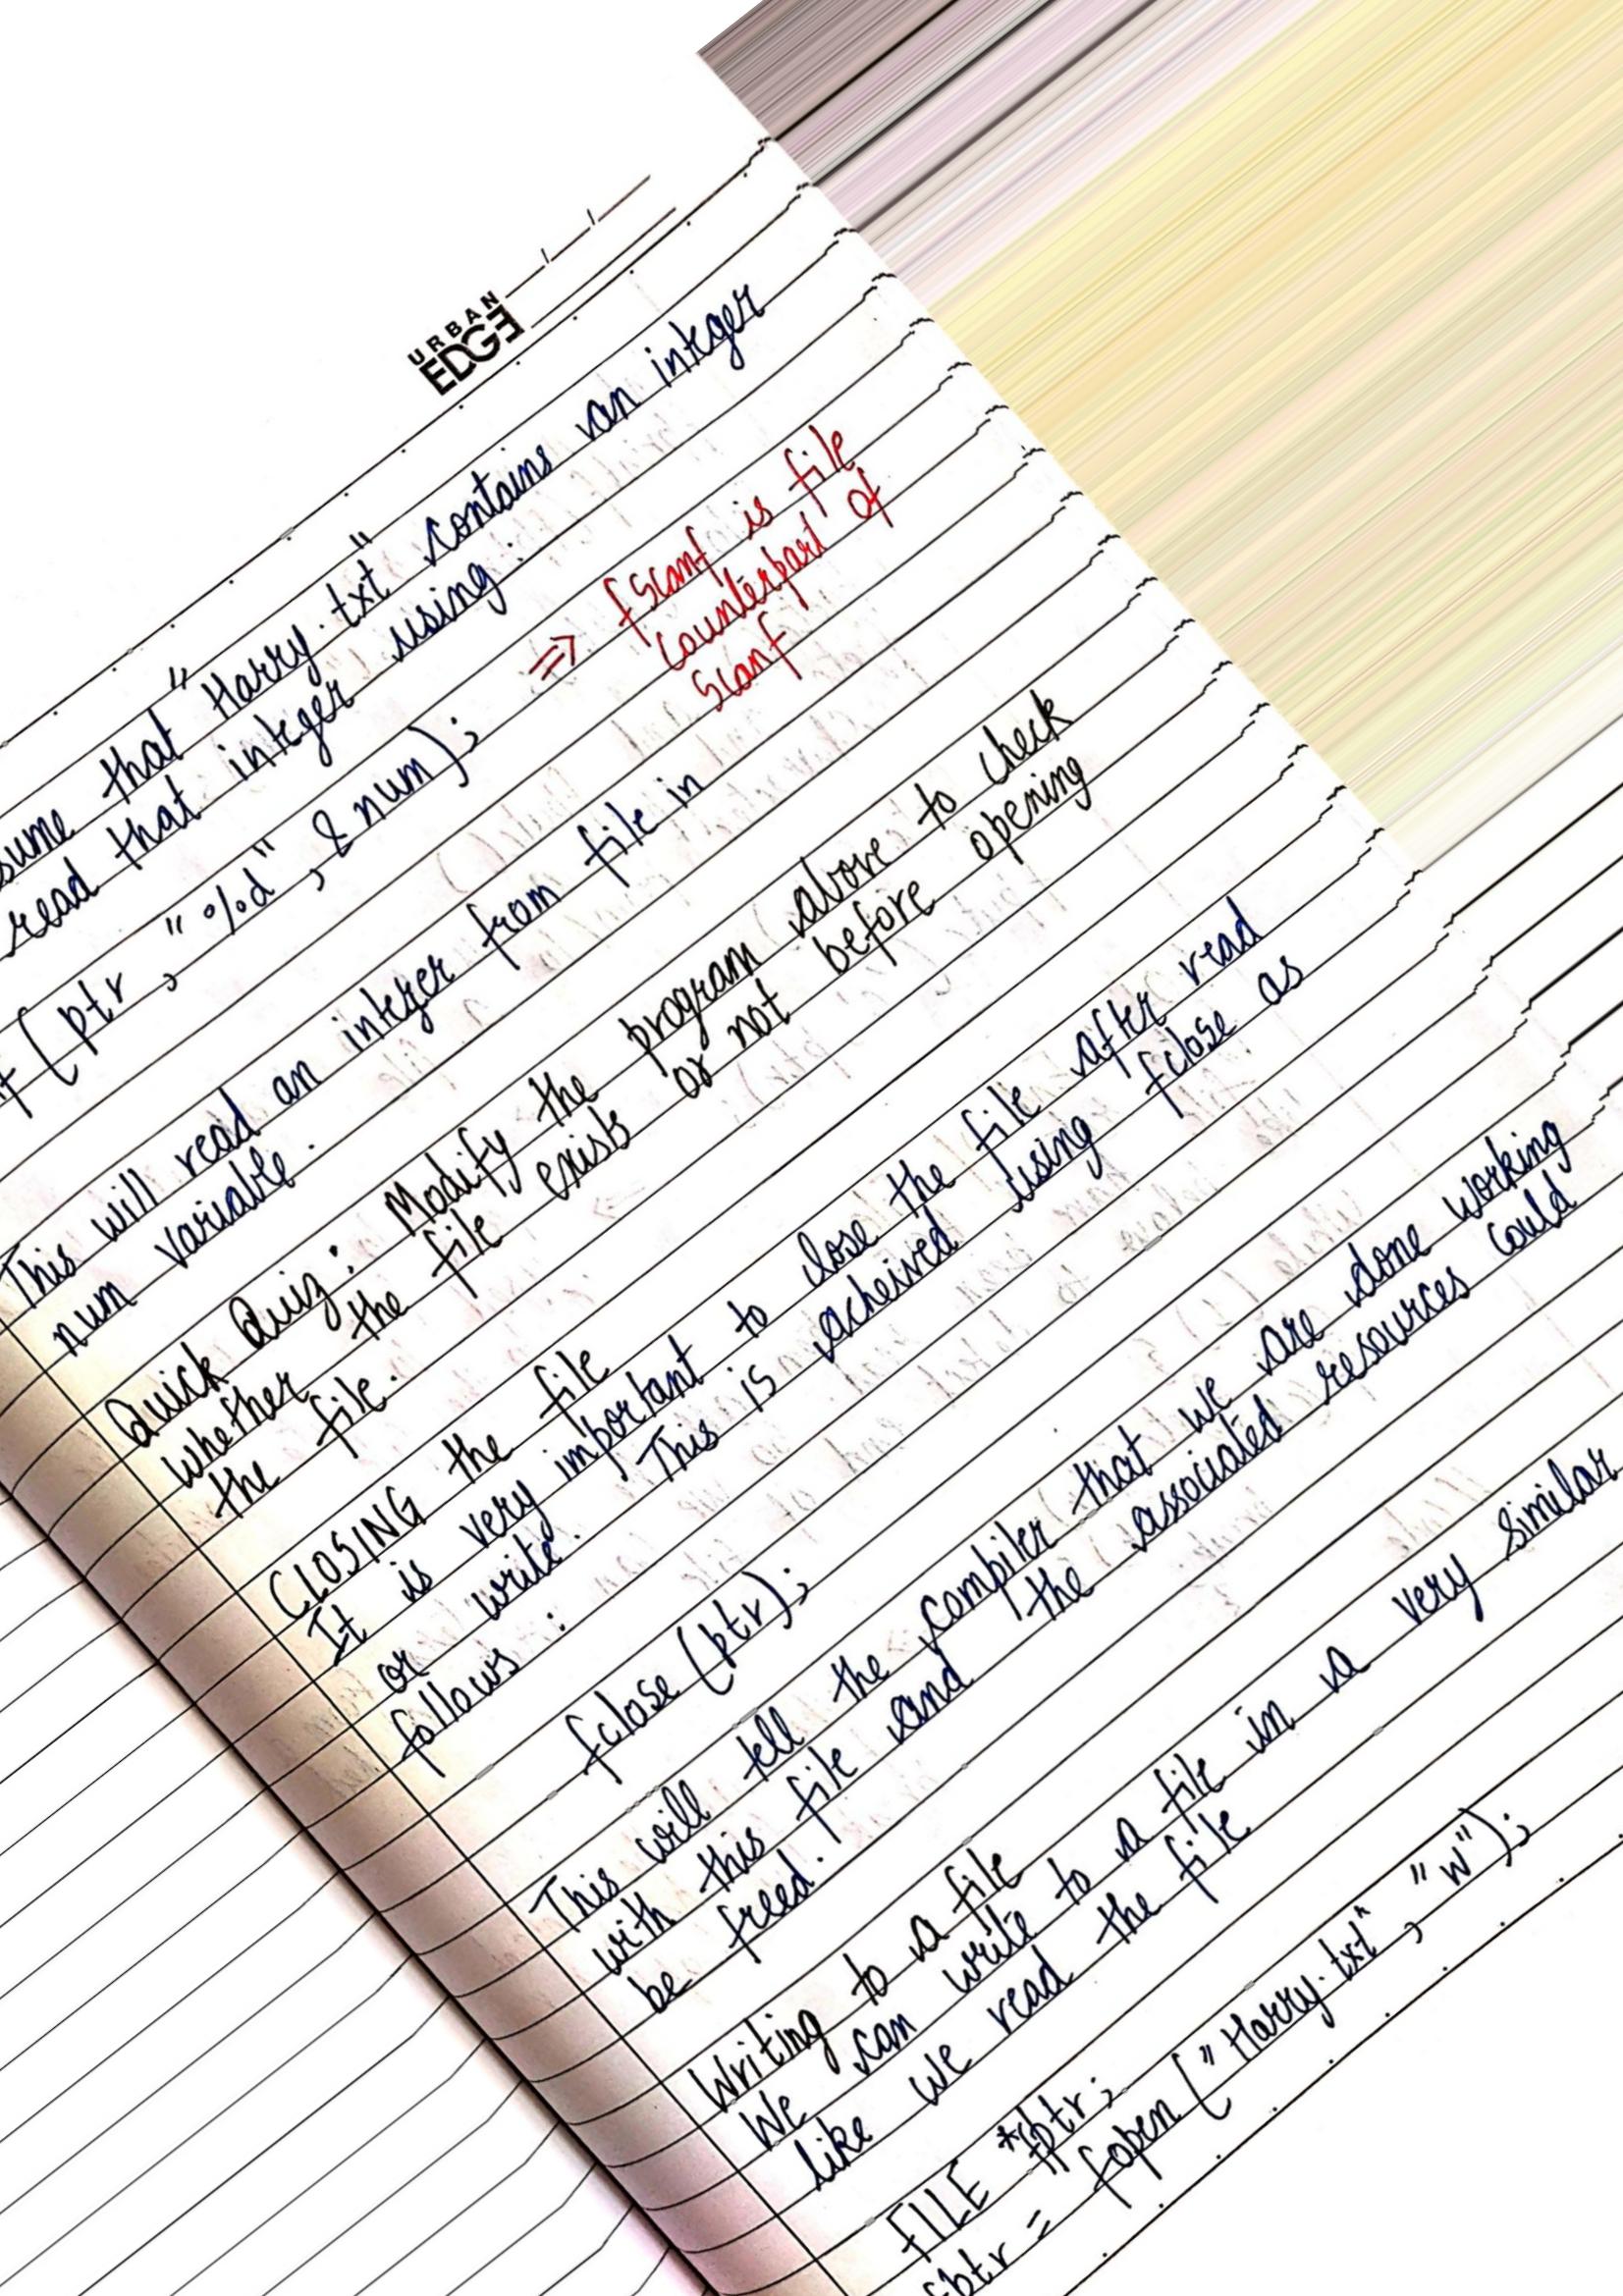 URBAN
EDGE
sume that "Harry.txt" contains an integer
read that integer using :
f ( ptr , "%d" , & num ) ;
=> fscanf is file
counterpart of
scanf
This will read an integer from file in
num variable.
Quick Quiz : Modify the program above to check
whether the file exists or not before opening
the file.
CLOSING the file
It is very important to close the file after read
or write. This is acheived using fclose as
follows :
fclose (ptr) ;
This will tell the compiler that we are done working
with this file and the associated resources could
be freed.
Writing to a file
We can write to a file in a very similar
like we read the file
FILE *fptr ;
fptr = fopen ("Harry.txt" , "w") ;